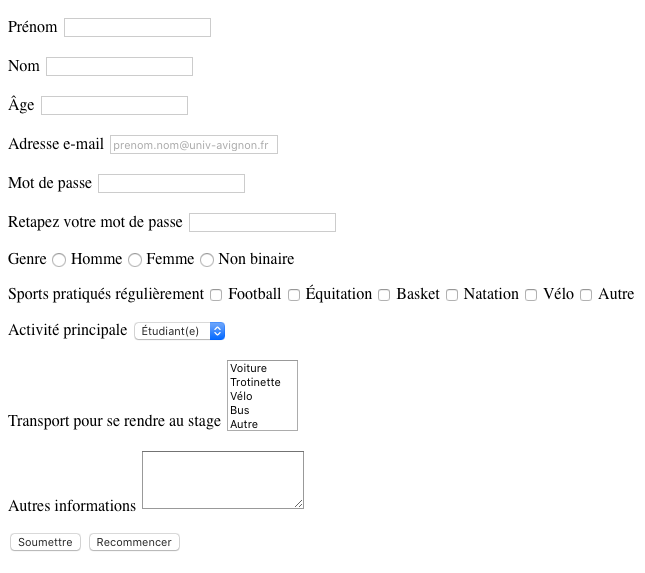 Prénom
Nom
Âge
Adresse e-mail prenom.nom@univ-avignon.fr
Mot de passe
Retapez votre mot de passe
Genre Homme Femme Non binaire
Sports pratiqués régulièrement Football Équitation Basket Natation Vélo Autre
Activité principale Étudiant(e)
Voiture
Trotinette
Vélo
Bus
Transport pour se rendre au stage Autre
Autres informations
Soumettre Recommencer